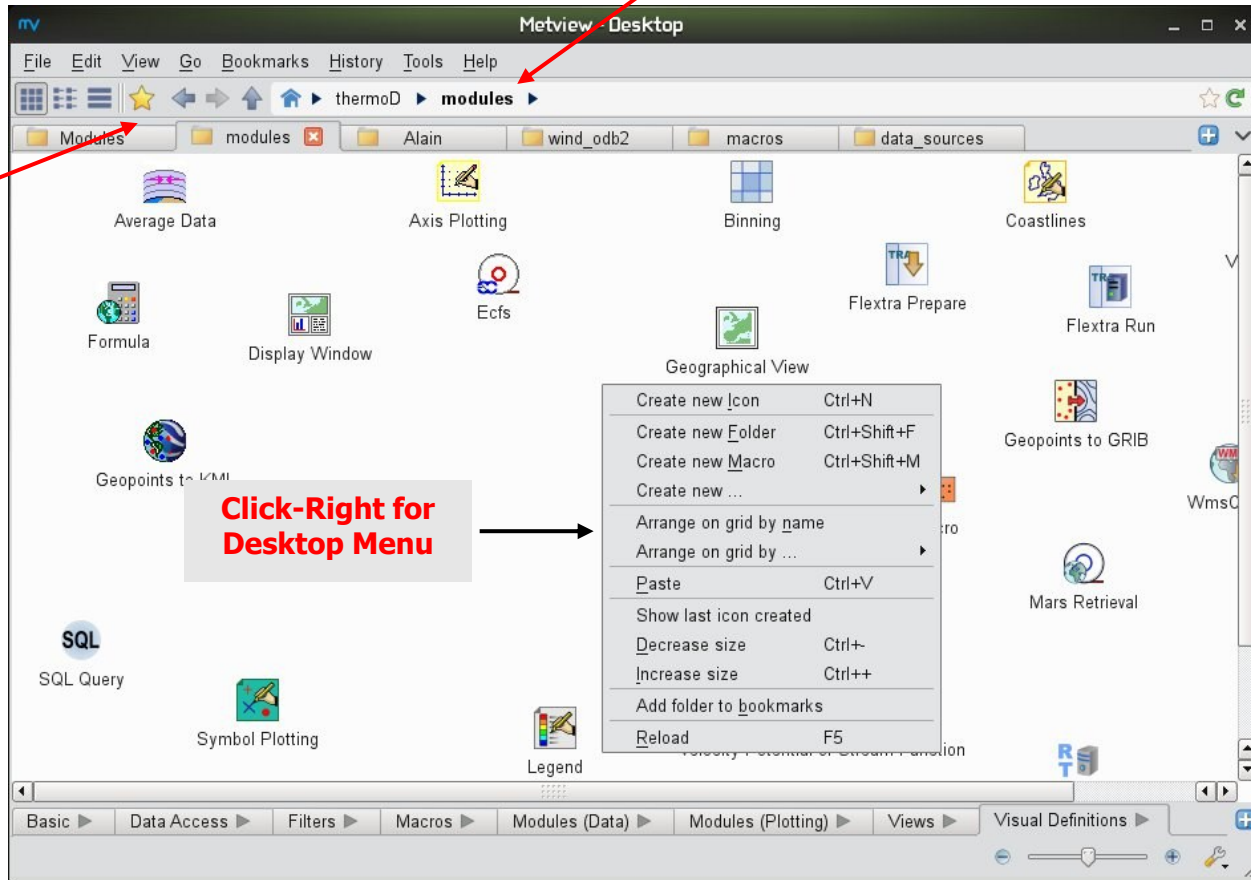 Metview - Desktop
File Edit View Go Bookmarks History Tools Help
thermoD modules
Modules modules Alain wind_odb2 macros data_sources
Average Data
Axis Plotting
Binning
Coastlines
Formula
Display Window
Ecfs
Flextra Prepare
Flextra Run
Geographical View
Geopoints to KML
Geopoints to GRIB
Click-Right for
Desktop Menu
Create new Icon Ctrl+N
Create new Folder Ctrl+Shift+F
Create new Macro Ctrl+Shift+M
Create new ...
Arrange on grid by name
Arrange on grid by ...
Paste Ctrl+V
Show last icon created
Decrease size Ctrl+-
Increase size Ctrl++
Add folder to bookmarks
Reload F5
Mars Retrieval
SQL
SQL Query
Symbol Plotting
Legend
Basic Data Access Filters Macros Modules (Data) Modules (Plotting) Views Visual Definitions